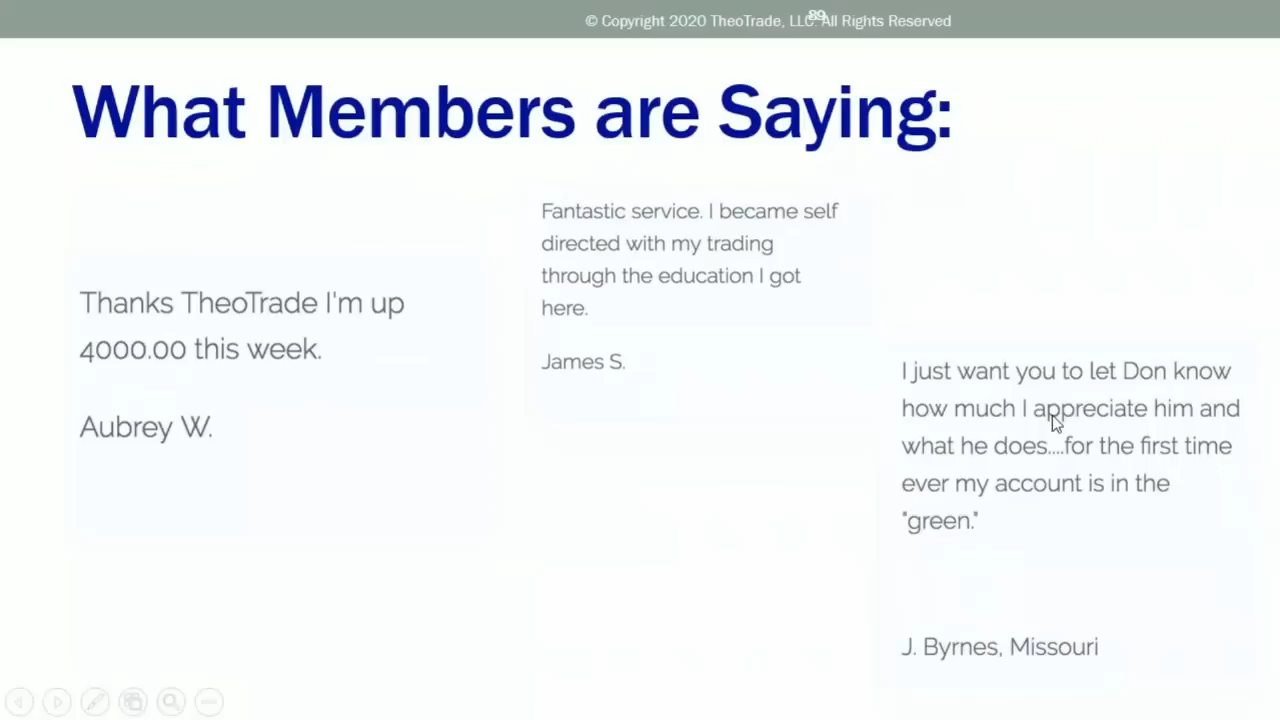 © Copyright 2020 TheoTrade, LLC. All Rights Reserved
89
What Members are Saying:
Thanks TheoTrade I'm up
4000.00 this week.
Aubrey W.
Fantastic service. I became self
directed with my trading
through the education I got
here.
James S.
I just want you to let Don know
how much I appreciate him and
what he does....for the first time
ever my account is in the
"green."
J. Byrnes, Missouri